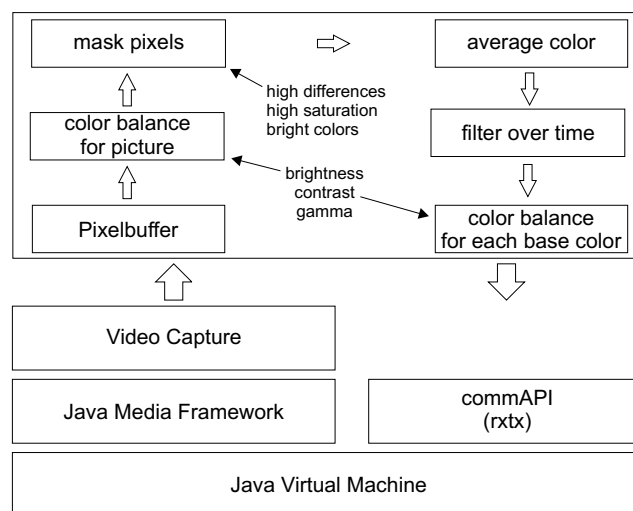 mask pixels
average color
high differences
high saturation
bright colors
color balance
for picture
filter over time
brightness
contrast
gamma
Pixelbuffer
color balance
for each base color
Video Capture
Java Media Framework
commAPI
(rxtx)
Java Virtual Machine